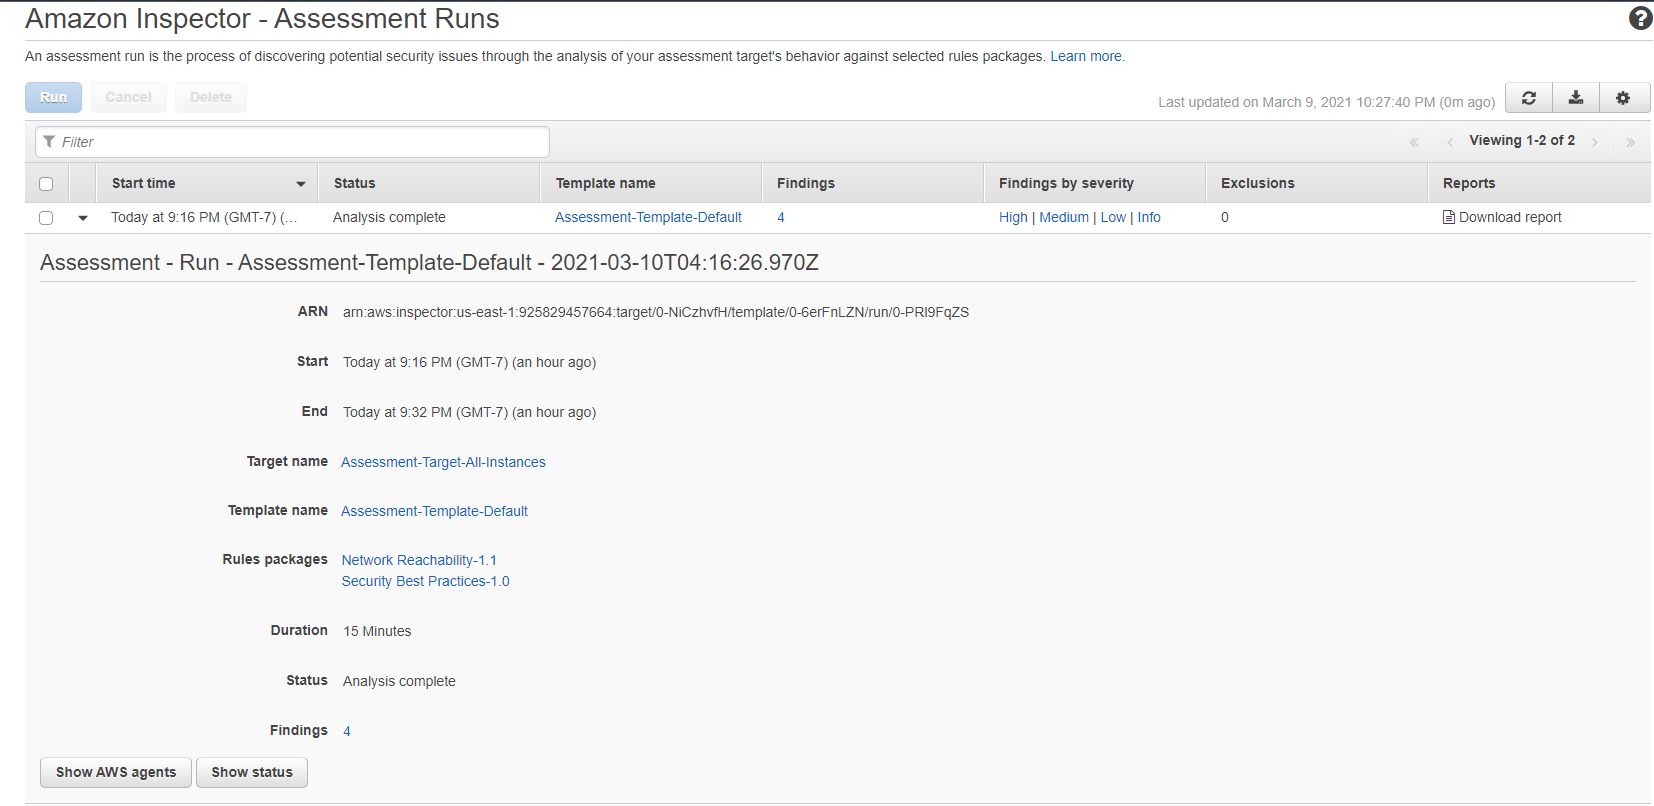 Amazon Inspector - Assessment Runs
An assessment run is the process of discovering potential security issues through the analysis of your assessment target's behavior against selected rules packages. Learn more.
Run Cancel Delete
Last updated on March 9, 2021 10:27:40 PM (0m ago)
Filter
Viewing 1-2 of 2
Start time Status Template name Findings Findings by severity Exclusions Reports
Today at 9:16 PM (GMT-7) (... Analysis complete Assessment-Template-Default 4 High | Medium | Low | Info 0 Download report
Assessment - Run - Assessment-Template-Default - 2021-03-10T04:16:26.970Z
ARN arn:aws:inspector:us-east-1:925829457664:target/0-NiCzhvfH/template/0-6erFnLZN/run/0-PRI9FqZS
Start Today at 9:16 PM (GMT-7) (an hour ago)
End Today at 9:32 PM (GMT-7) (an hour ago)
Target name Assessment-Target-All-Instances
Template name Assessment-Template-Default
Rules packages Network Reachability-1.1
Security Best Practices-1.0
Duration 15 Minutes
Status Analysis complete
Findings 4
Show AWS agents Show status